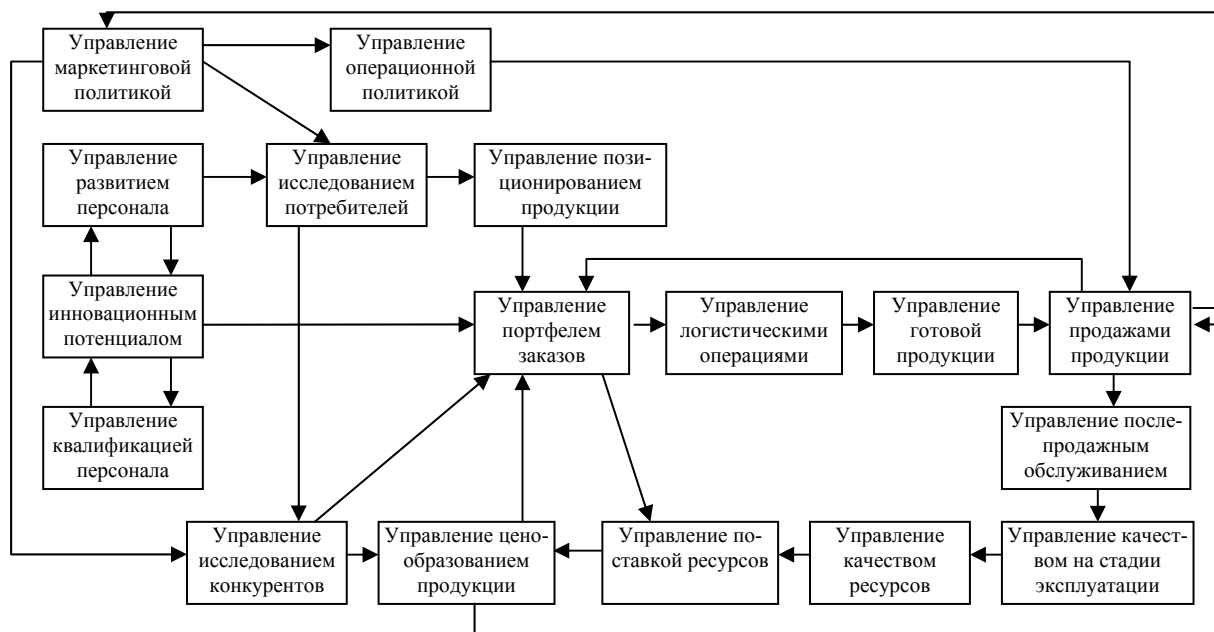 Управление
маркетинговой
политикой
Управление
операционной
политикой
Управление
развитием
персонала
Управление
исследованием
потребителей
Управление пози-
ционированием
продукции
Управление
инновационным
потенциалом
Управление
портфелем
заказов
Управление
логистическими
операциями
Управление
готовой
продукции
Управление
продажами
продукции
Управление
квалификацией
персонала
Управление после-
продажным
обслуживанием
Управление
исследованием
конкурентов
Управление цено-
образованием
продукции
Управление по-
ставкой ресурсов
Управление
качеством
ресурсов
Управление качест-
вом на стадии
эксплуатации